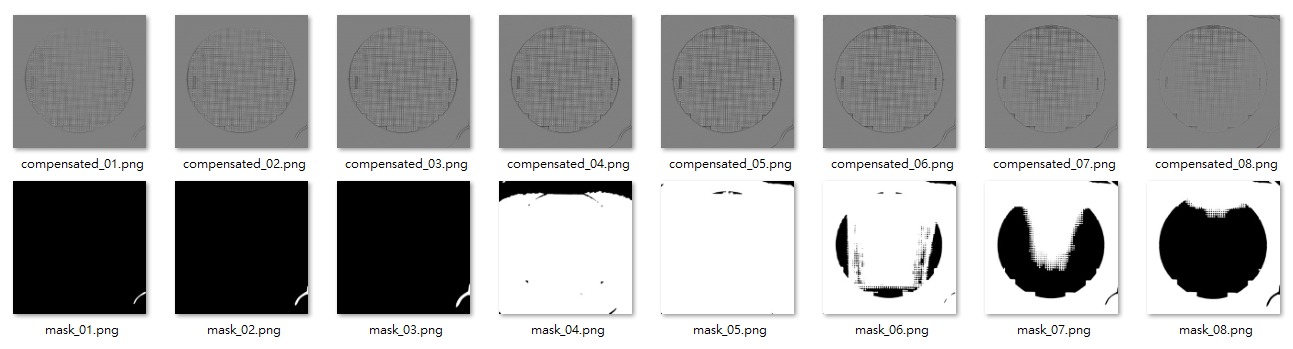 compensated_01.png compensated_02.png compensated_03.png compensated_04.png compensated_05.png compensated_06.png compensated_07.png compensated_08.png
mask_01.png mask_02.png mask_03.png mask_04.png mask_05.png mask_06.png mask_07.png mask_08.png